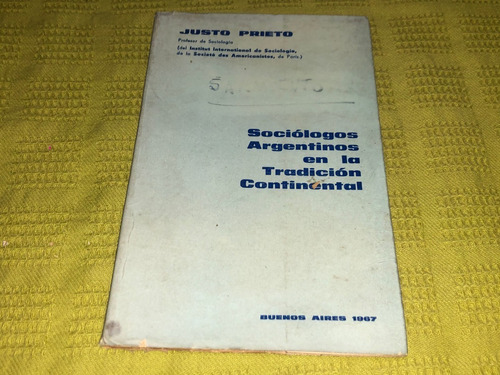 JUSTO PRIETO
Profesor de Sociología
(del Institut International de Sociologie,
de la Societé des Americanistes, de París.)
Sociólogos
Argentinos
en la
Tradición
Continental
BUENOS AIRES 1967